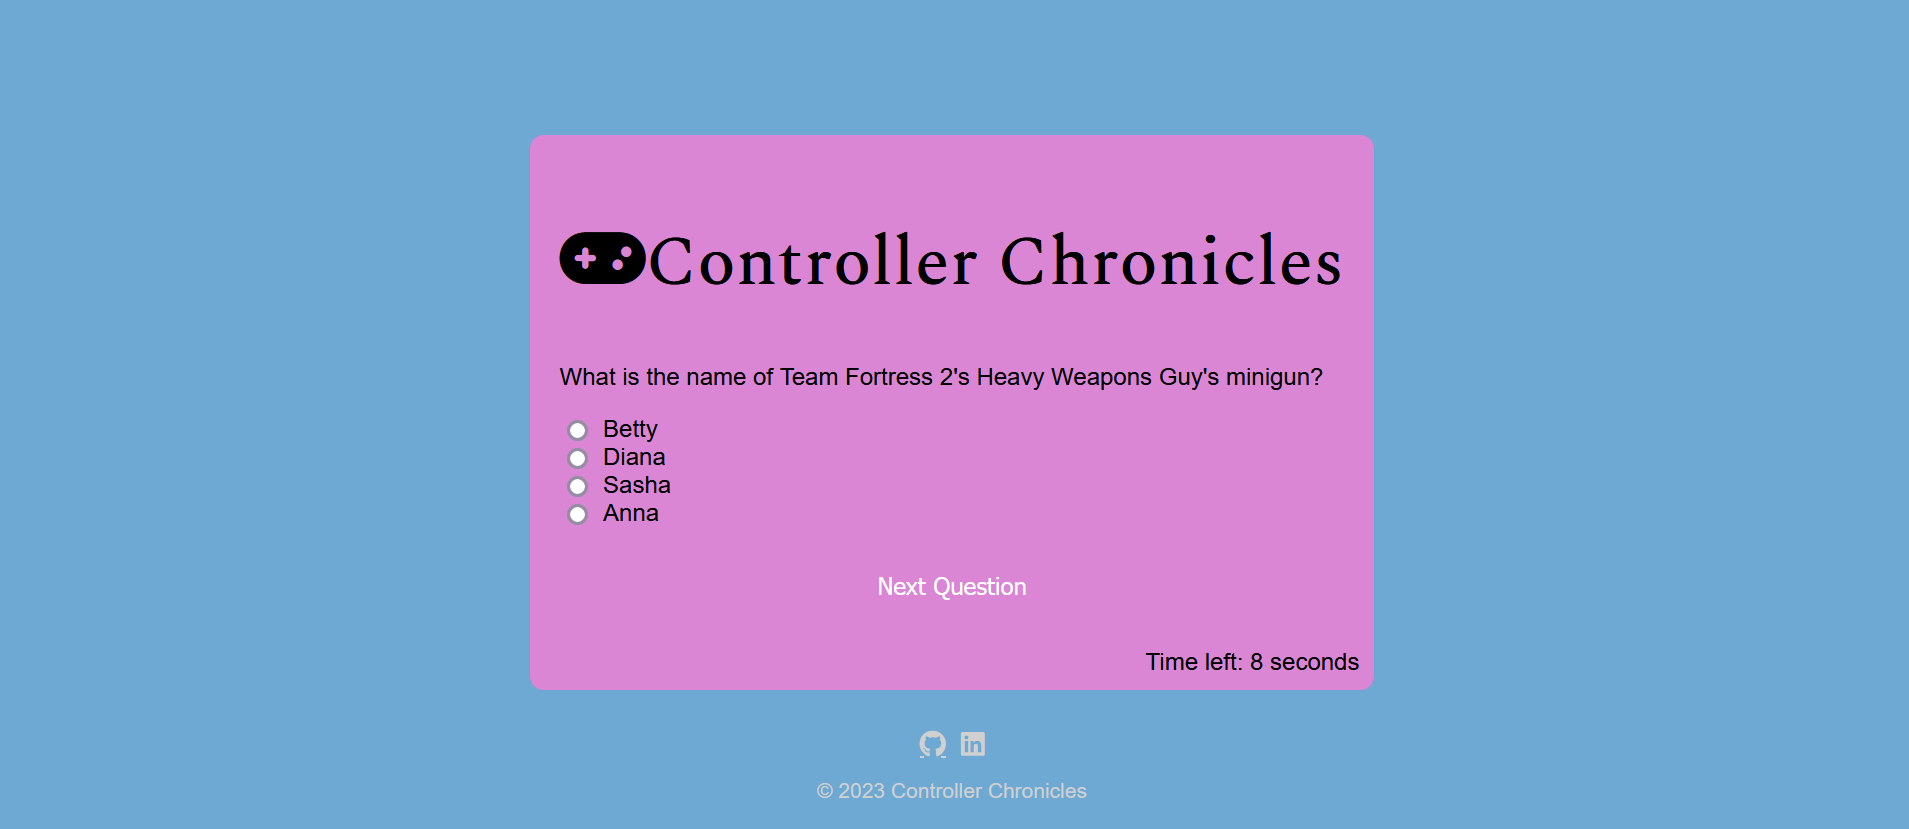 Controller Chronicles
What is the name of Team Fortress 2's Heavy Weapons Guy's minigun?
Betty
Diana
Sasha
Anna
Next Question
Time left: 8 seconds
© 2023 Controller Chronicles